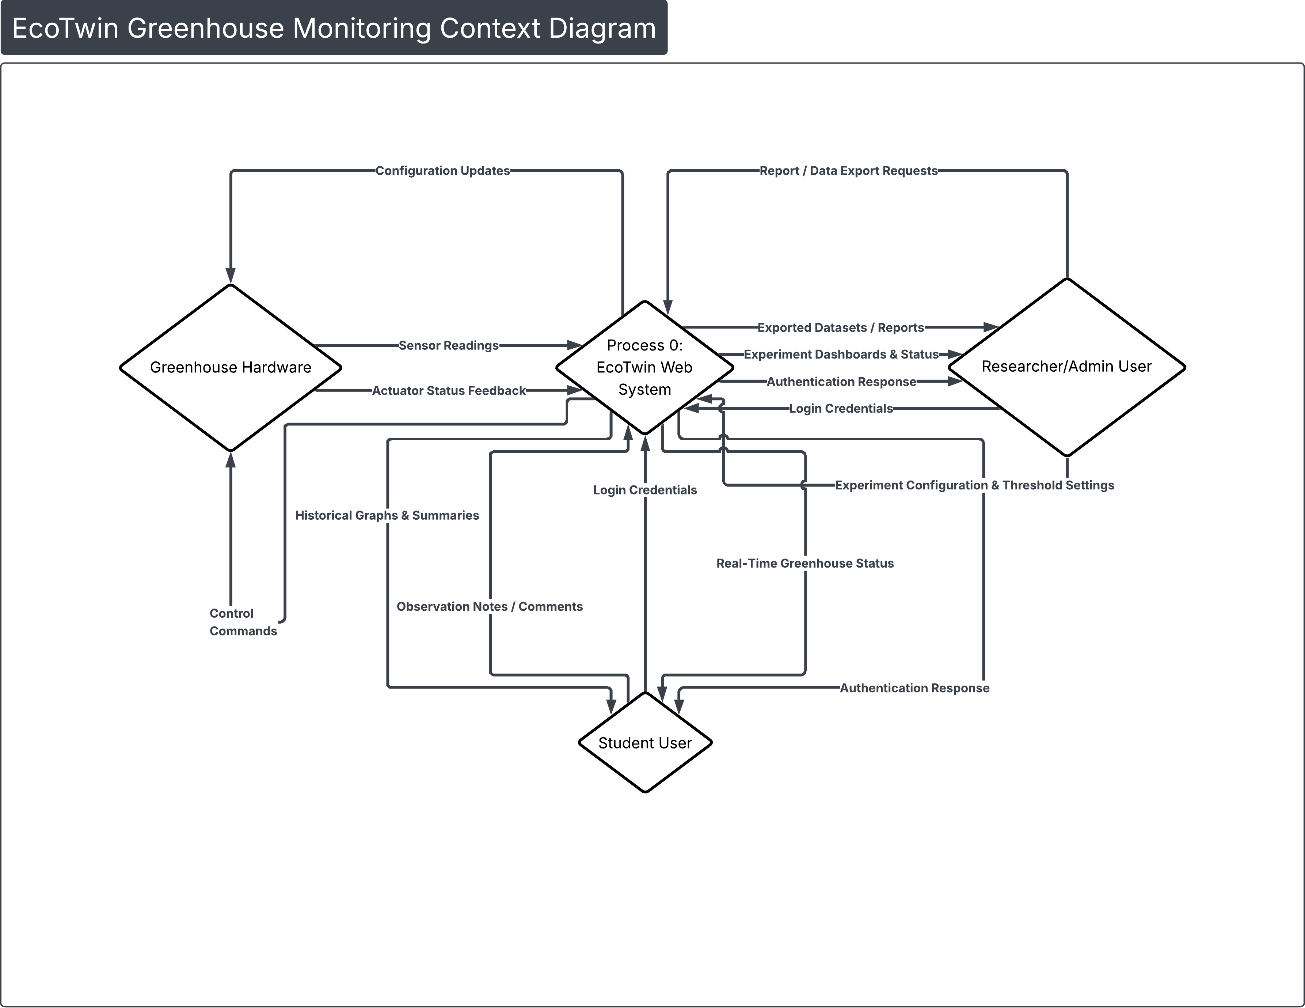 EcoTwin Greenhouse Monitoring Context Diagram
Configuration Updates
Report / Data Export Requests
Greenhouse Hardware
Sensor Readings
Actuator Status Feedback
Process 0:
EcoTwin Web
System
Exported Datasets / Reports
Experiment Dashboards & Status
Authentication Response
Login Credentials
Researcher/Admin User
Experiment Configuration & Threshold Settings
Login Credentials
Historical Graphs & Summaries
Real-Time Greenhouse Status
Observation Notes / Comments
Control
Commands
Authentication Response
Student User